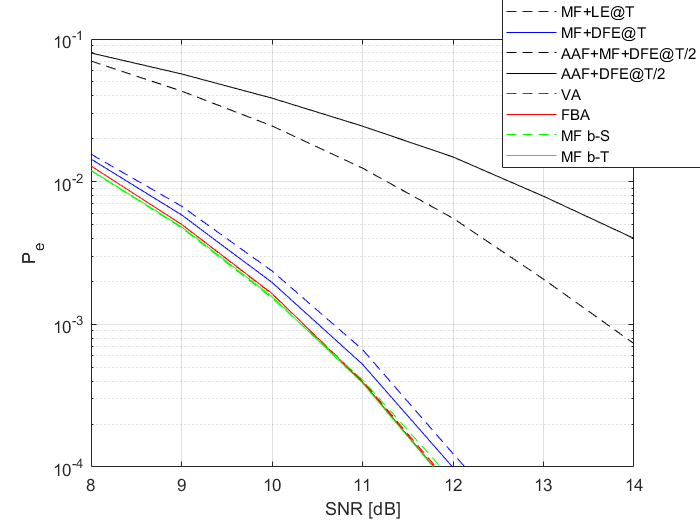 MF+LE@T
MF+DFE@T
AAF+MF+DFE@T/2
AAF+DFE@T/2
VA
FBA
MF b-S
MF b-T
10-1
10-2
10-3
10-4
Pe
8 9 10 11 12 13 14
SNR [dB]